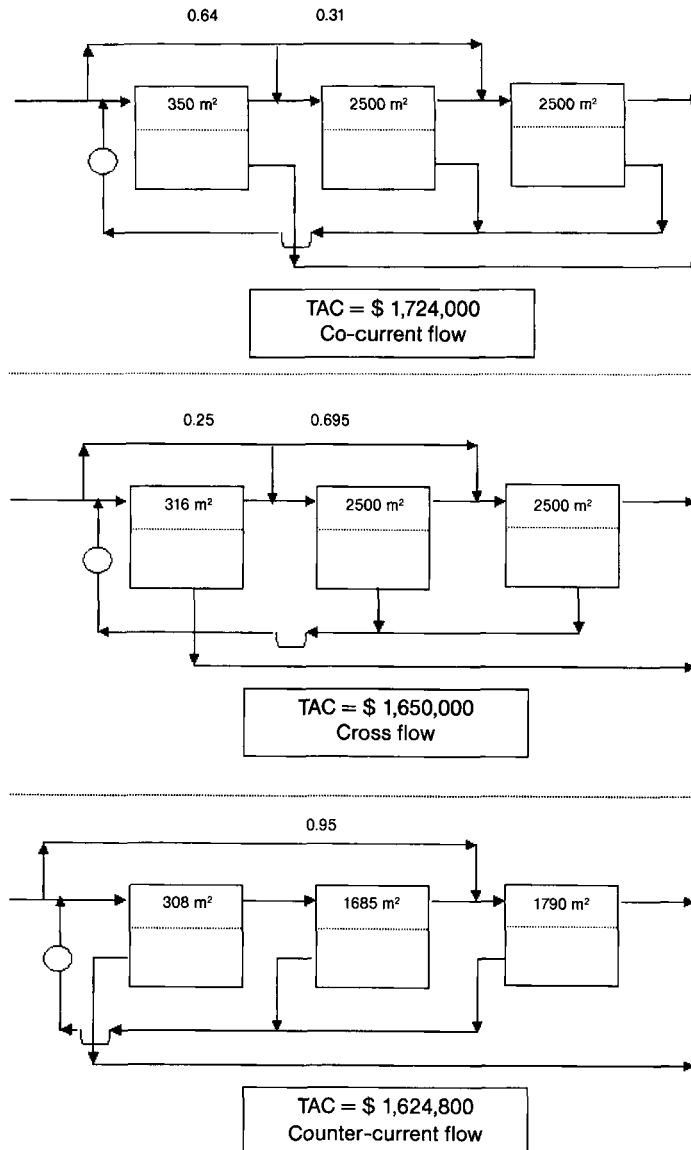 0.64 0.31
350 m² 2500 m² 2500 m²
TAC = $ 1,724,000
Co-current flow
0.25 0.695
316 m² 2500 m² 2500 m²
TAC = $ 1,650,000
Cross flow
0.95
308 m² 1685 m² 1790 m²
TAC = $ 1,624,800
Counter-current flow